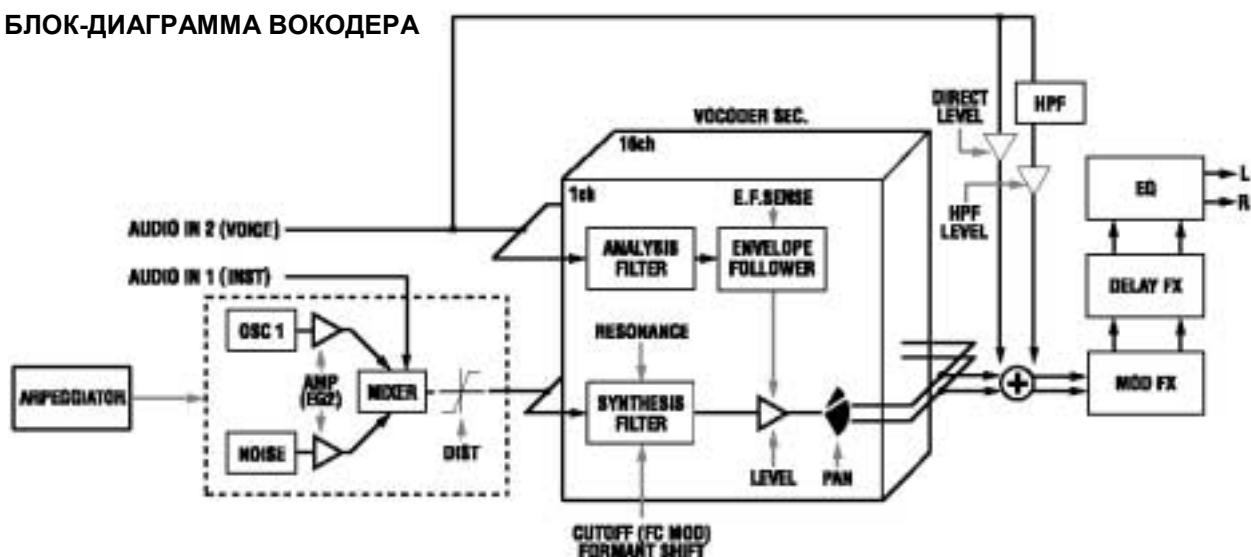 БЛОК-ДИАГРАММА ВОКОДЕРА
VOCODER SEC.
16ch
1ch
DIRECT
LEVEL
HPF
E.F.SENSE
EQ
L
R
AUDIO IN 2 (VOICE)
ANALYSIS
FILTER
ENVELOPE
FOLLOWER
HPF
LEVEL
AUDIO IN 1 (INST)
DELAY FX
OSC 1
RESONANCE
AMP
(EG2)
MIXER
MOD FX
ARPEGGIATOR
SYNTHESIS
FILTER
NOISE
DIST
LEVEL
PAN
CUTOFF (FC MOD)
FORMANT SHIFT